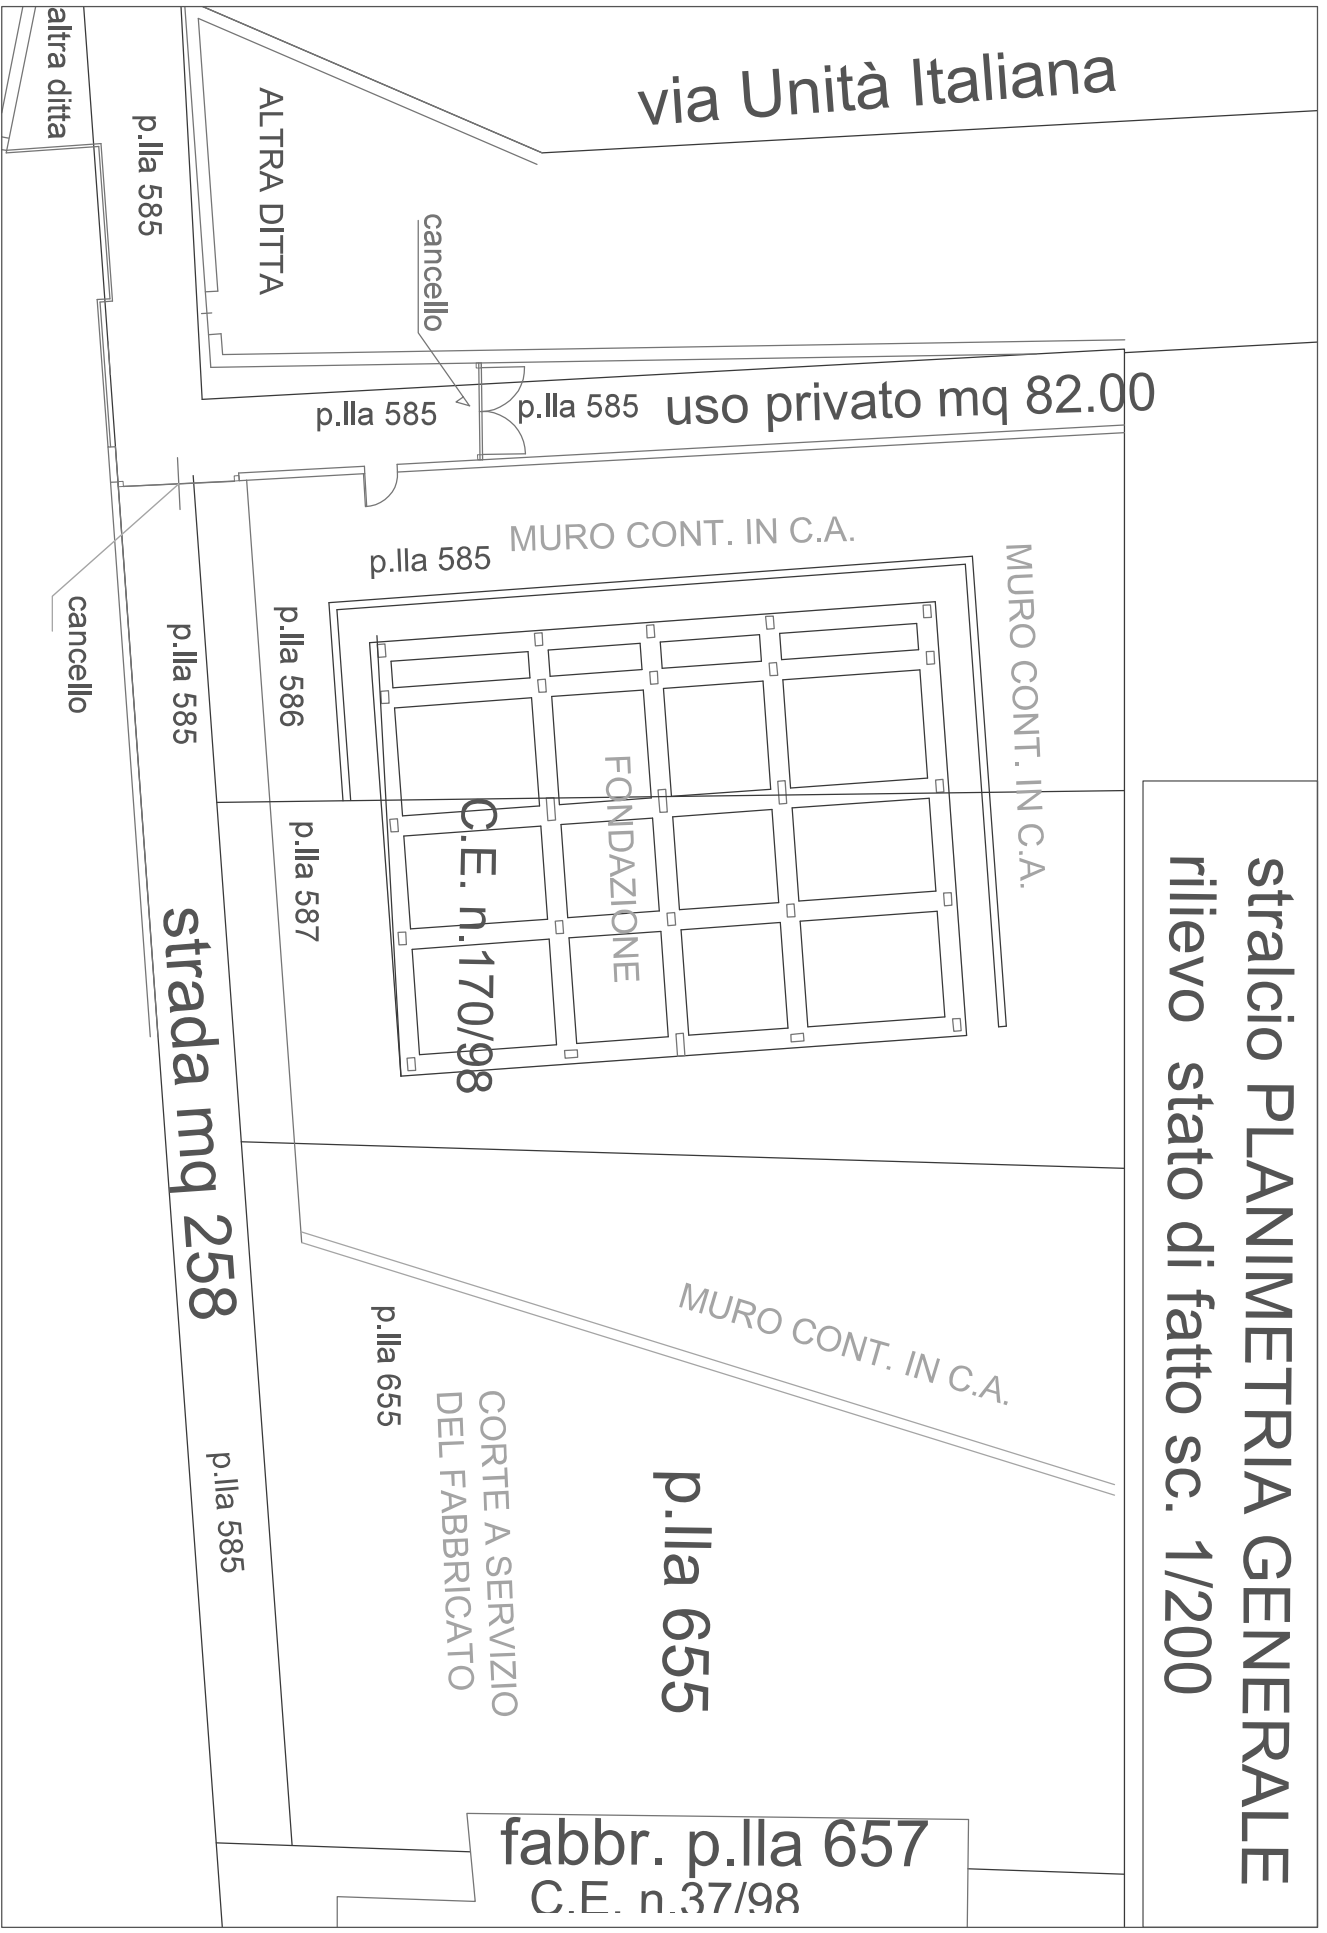 via Unità Italiana
altra ditta
p.lla 585
ALTRA DITTA
cancello
p.lla 585
p.lla 585
uso privato mq 82.00
MURO CONT. IN C.A.
p.lla 585
MURO CONT. IN C.A.
cancello
p.lla 585
p.lla 586
FONDAZIONE
C.E. n.170/98
p.lla 587
stralcio PLANIMETRIA GENERALE
rilievo stato di fatto sc. 1/200
strada mq 258
MURO CONT. IN C.A.
p.lla 655
CORTE A SERVIZIO
DEL FABBRICATO
p.lla 655
p.lla 585
fabbr. p.lla 657
C.E. n.37/98